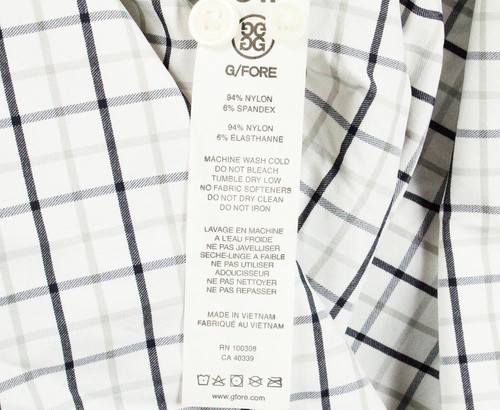 G/FORE
94% NYLON
6% SPANDEX
94% NYLON
6% ÉLASTHANNE
MACHINE WASH COLD
DO NOT BLEACH
TUMBLE DRY LOW
NO FABRIC SOFTENERS
DO NOT DRY CLEAN
DO NOT IRON
LAVAGE EN MACHINE
A L'EAU FROIDE
NE PAS JAVELLISER
SECHE-LINGE A FAIBLE
NE PAS UTILISER
ADOUCISSEUR
NE PAS NETTOYER
NE PAS REPASSER
MADE IN VIETNAM
FABRIQUÉ AU VIETNAM
RN 100308
CA 40339
www.gfore.com